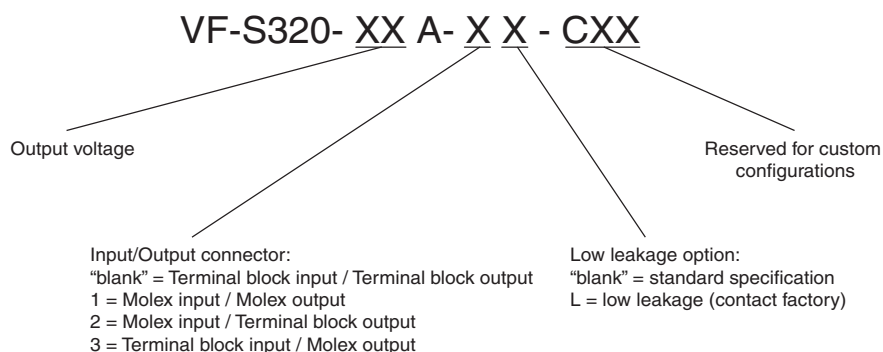 VF-S320- XX A- X X - CXX
Output voltage
Reserved for custom
configurations
Input/Output connector:
“blank” = Terminal block input / Terminal block output
1 = Molex input / Molex output
2 = Molex input / Terminal block output
3 = Terminal block input / Molex output
Low leakage option:
“blank” = standard specification
L = low leakage (contact factory)